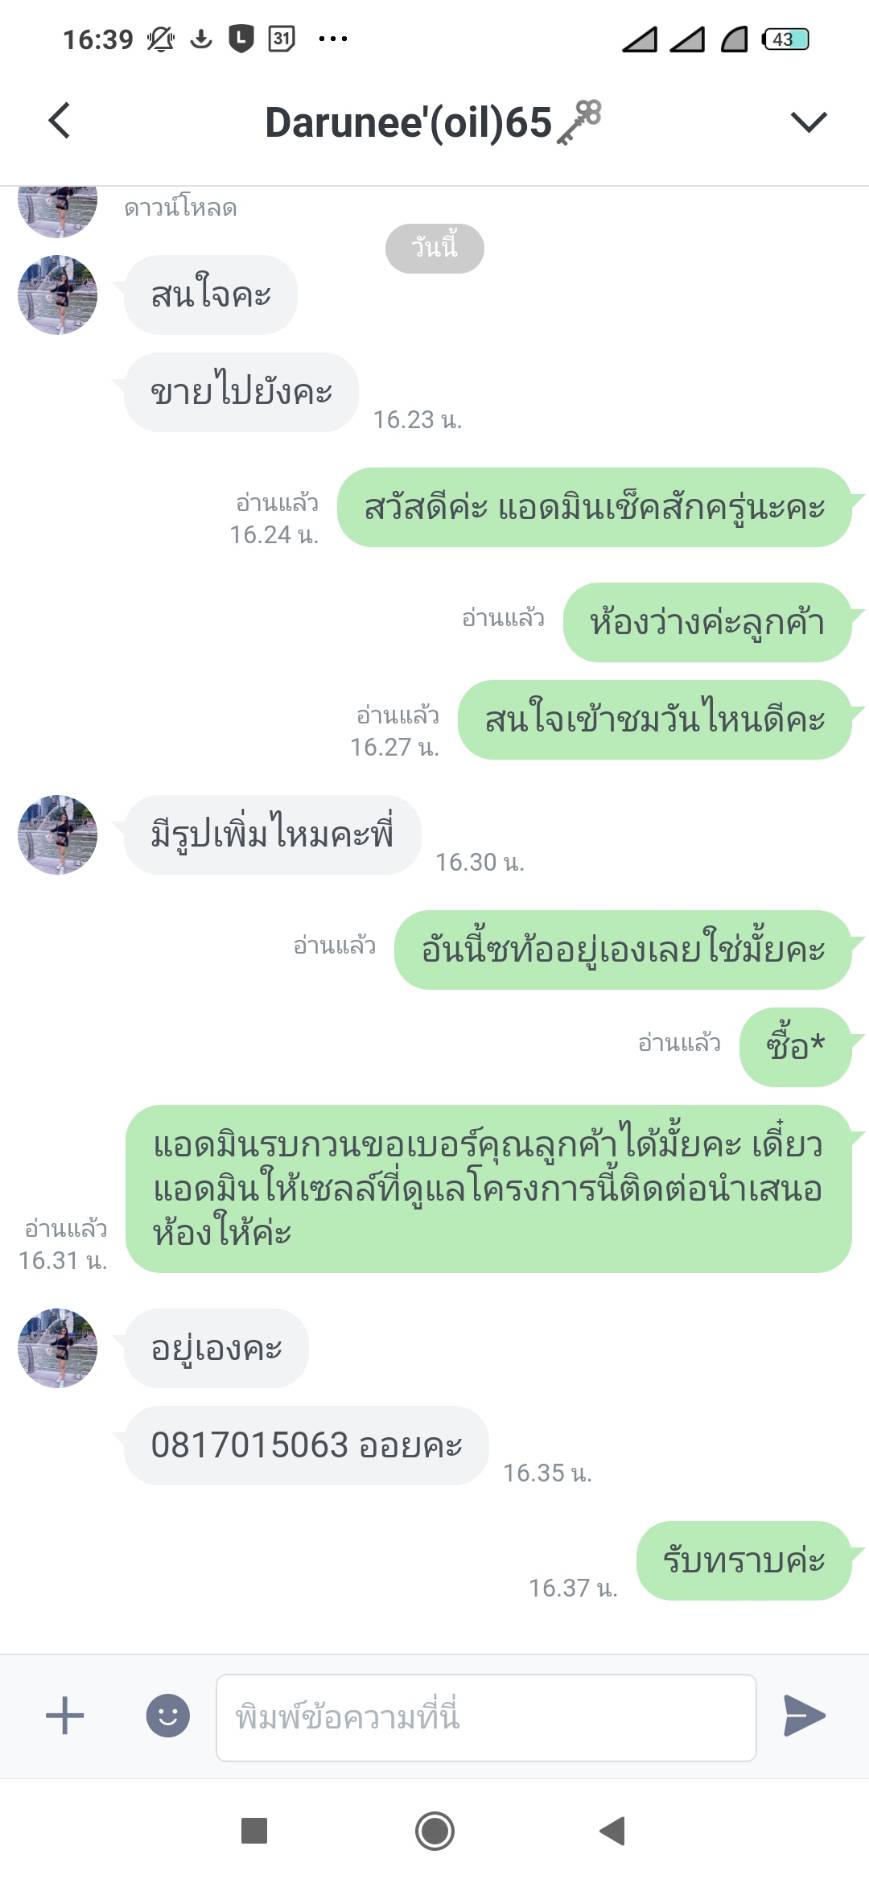 16:39
L
31
43
Darunee'(oil)65
ดาวน์โหลด
วันนี้
สนใจคะ
ขายไปยังคะ
16.23 น.
สวัสดีค่ะ แอดมินเช็คสักครู่นะคะ
อ่านแล้ว
16.24 น.
ห้องว่างค่ะลูกค้า
อ่านแล้ว
สนใจเข้าชมวันไหนดีคะ
อ่านแล้ว
16.27 น.
มีรูปเพิ่มไหมคะพี่
16.30 น.
อันนี้ซท้ออยู่เองเลยใช่มั้ยคะ
อ่านแล้ว
ซื้อ*
อ่านแล้ว
แอดมินรบกวนขอเบอร์คุณลูกค้าได้มั้ยคะ เดี๋ยว
แอดมินให้เซลล์ที่ดูแลโครงการนี้ติดต่อนำเสนอ
ห้องให้ค่ะ
อ่านแล้ว
16.31 น.
อยู่เองคะ
0817015063 ออยคะ
16.35 น.
รับทราบค่ะ
16.37 น.
พิมพ์ข้อความที่นี่